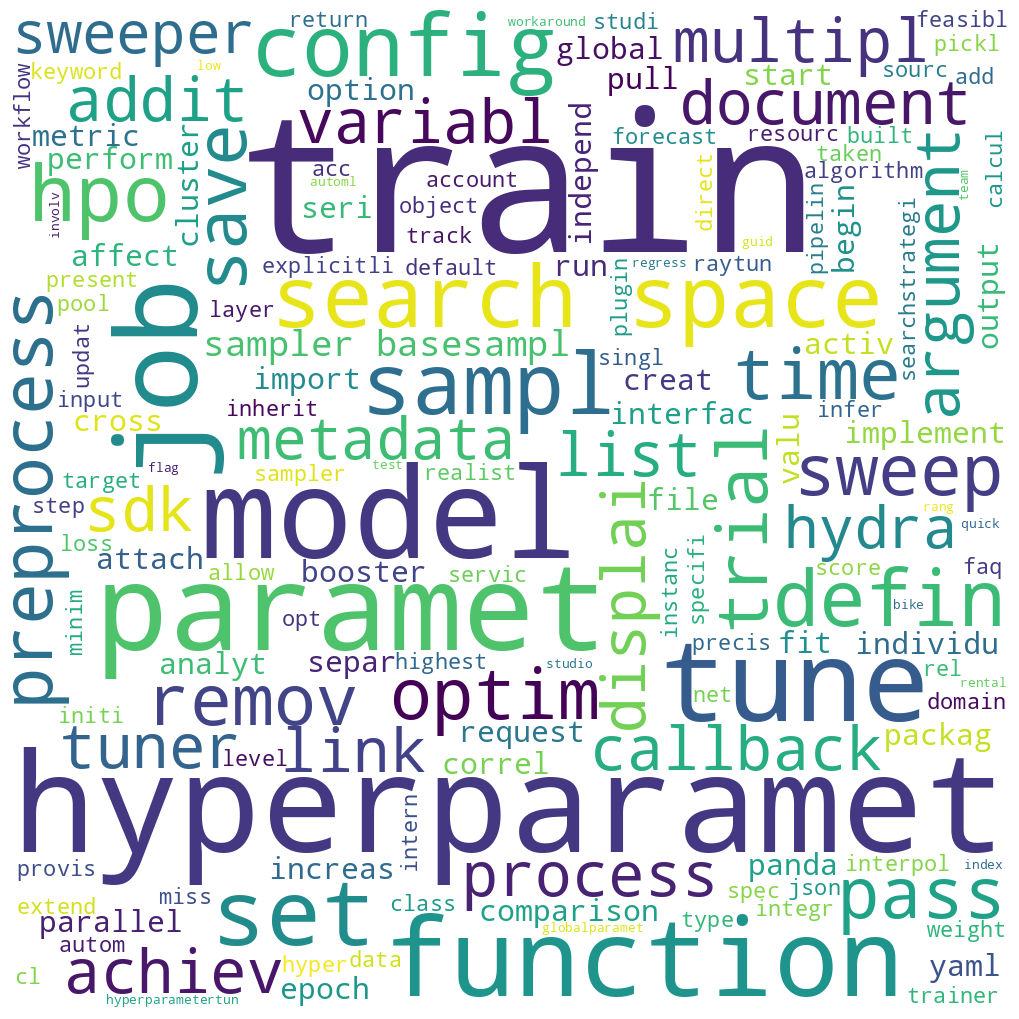 sweeper
return
workaround
studi
feasibl
config
global
multipl
pickl
keyword
low
option
pull
start
sourc
add
workflow
addit
save
variabl
document
metric
train
forecast
resourc
built
perform
hpo
cluster
acc
automl
account
independ
taken
algorithm
argument
calcul
involv
seri
object
direct
pipelin
begin
team
affect
track
guid
searchstrategi
present
explicitli
default
run
regress
raytun
plugin
output
pool
job
layer
search space
preprocess
updat
sampler basesampl
singl
activ
input
import
sampl
creat
time
inherit
interfac
infer
cross
metadata
list
trial
valu
implement
target
flag
sampler
test
realist
displai
file
sweep
step
sdk
model
rang
loss
attach
hydra
quick
allow
booster
servic
instanc
specifi
score
faq
minim
paramet
opt
defin
bike
analyt
separ
highest
studio
precis
fit
individu
remov
optim
tune
net
rel
rental
initi
domain
tuner
level
link
request
callback
packag
correl
hyperparamet
intern
provis
increas
process
panda
interpol
index
extend
miss
set
class
comparison
spec
json
pass
parallel
type
integr
weight
autom
function
globalparamet
achiev
hyper
data
yaml
cl
epoch
hyperparametertun
trainer